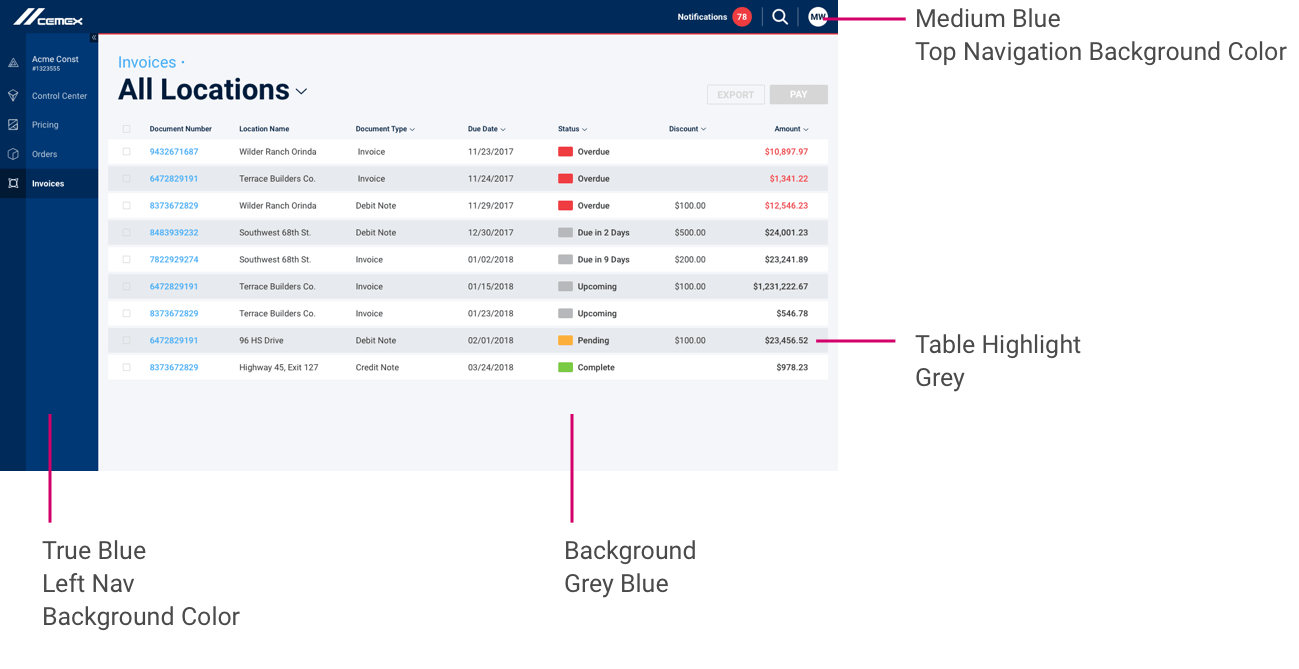 CEMEX
Notifications 78 MW
«
Medium Blue
Top Navigation Background Color
Acme Const
#1323555
Control Center
Pricing
Orders
Invoices
Invoices ·
All Locations
EXPORT PAY
Document Number Location Name Document Type Due Date Status Discount Amount
9432671687 Wilder Ranch Orinda Invoice 11/23/2017 Overdue $10,897.97
6472829191 Terrace Builders Co. Invoice 11/24/2017 Overdue $1,341.22
8373672829 Wilder Ranch Orinda Debit Note 11/29/2017 Overdue $100.00 $12,546.23
8483939232 Southwest 68th St. Debit Note 12/30/2017 Due in 2 Days $500.00 $24,001.23
7822929274 Southwest 68th St. Invoice 01/02/2018 Due in 9 Days $200.00 $23,241.89
6472829191 Terrace Builders Co. Invoice 01/15/2018 Upcoming $100.00 $1,231,222.67
8373672829 Terrace Builders Co. Invoice 01/23/2018 Upcoming $546.78
6472829191 96 HS Drive Debit Note 02/01/2018 Pending $100.00 $23,456.52
8373672829 Highway 45, Exit 127 Credit Note 03/24/2018 Complete $978.23
Table Highlight
Grey
True Blue
Left Nav
Background Color
Background
Grey Blue